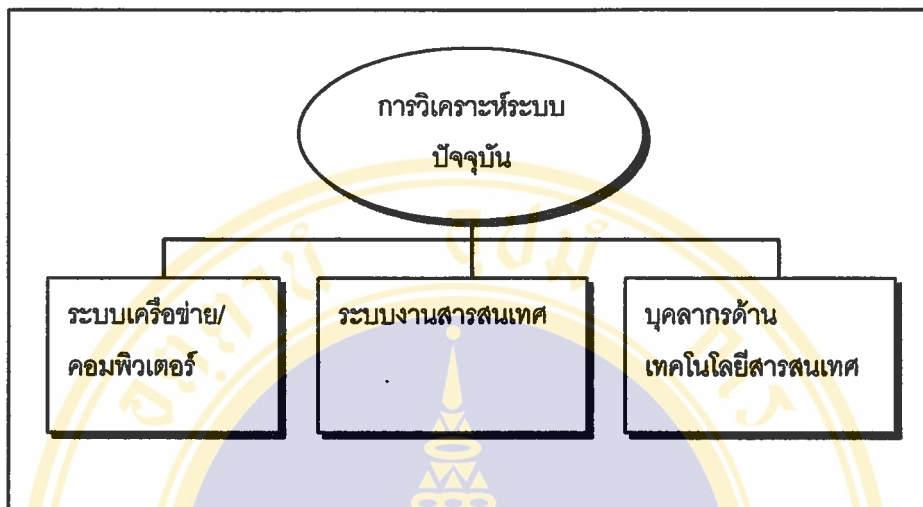 การวิเคราะห์ระบบ
ปัจจุบัน
ระบบเครือข่าย/
คอมพิวเตอร์
ระบบงานสารสนเทศ
บุคลากรด้าน
เทคโนโลยีสารสนเทศ